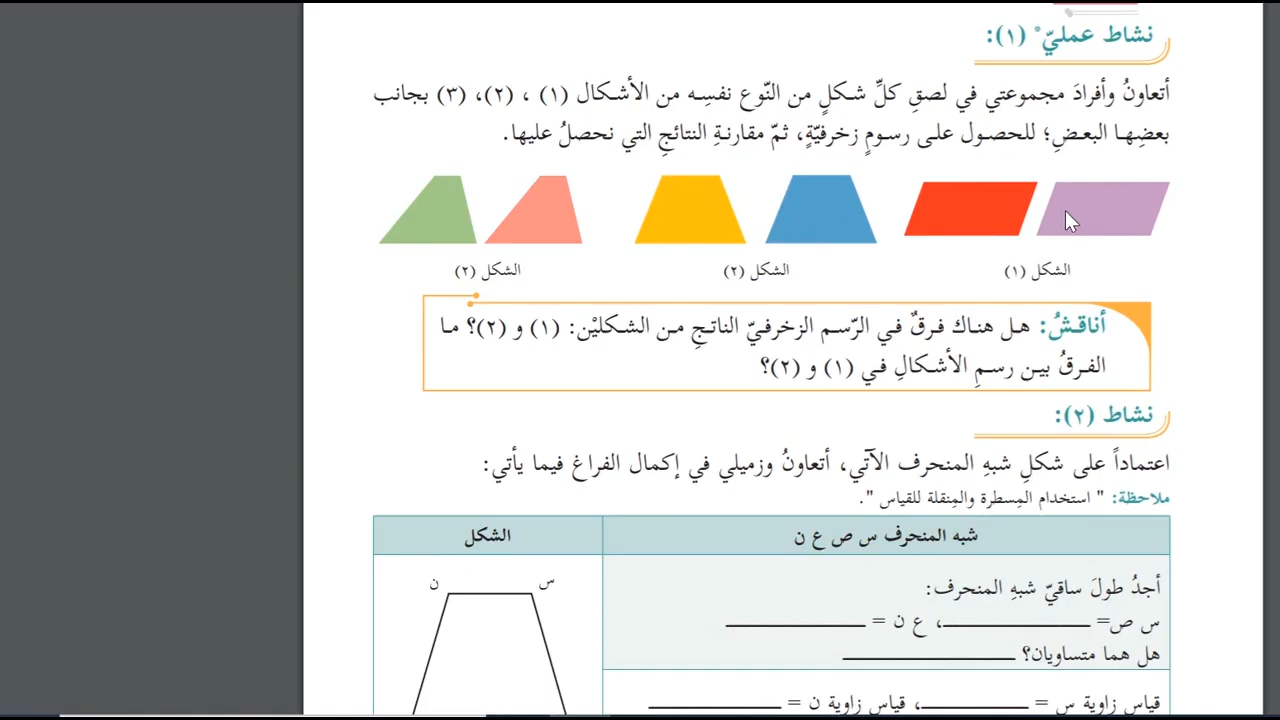 نشاط عمليّ (١):
أتعاونُ وأفرادَ مجموعتي في لصقِ كلِّ شكلٍ من النّوع نفسِه من الأشكال (١) ، (٢)، (٣) بجانب
بعضِها البعضِ؛ للحصول على رسومٍ زخرفيّةٍ، ثمّ مقارنةِ النتائجِ التي نحصلُ عليها.
الشكل (١)
الشكل (٢)
الشكل (٢)
أناقشُ: هل هناك فرقٌ في الرّسم الزخرفيّ الناتجِ من الشكليْن: (١) و (٢)؟ ما
الفرقُ بين رسمِ الأشكالِ في (١) و (٢)؟
نشاط (٢):
اعتماداً على شكلِ شبهِ المنحرف الآتي، أتعاونُ وزميلي في إكمال الفراغ فيما يأتي:
ملاحظة: " استخدام المِسطرة والمِنقلة للقياس ".
شبه المنحرف س ص ع ن
الشكل
أجدُ طولَ ساقيّ شبهِ المنحرف:
س ص= ــــــــــــــ، ع ن = ــــــــــــــ
هل هما متساويان؟ ــــــــــــــ
قياس زاوية س = ــــــــــــــ، قياس زاوية ن = ــــــــــــــ
س
ن